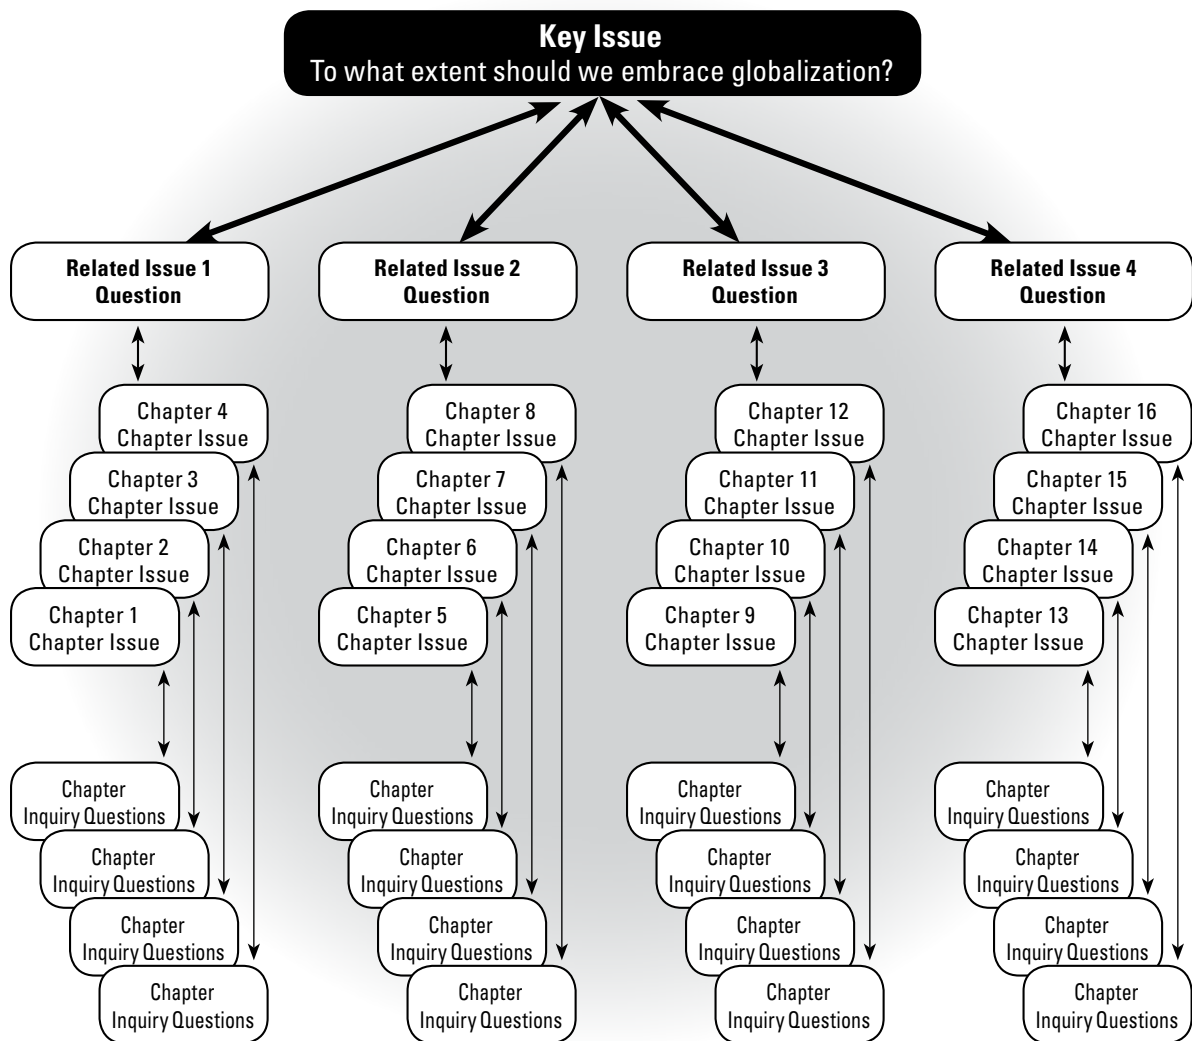 Key Issue
To what extent should we embrace globalization?
Related Issue 1
Question
Related Issue 2
Question
Related Issue 3
Question
Related Issue 4
Question
Chapter 4
Chapter Issue
Chapter 3
Chapter Issue
Chapter 2
Chapter Issue
Chapter 1
Chapter Issue
Chapter 8
Chapter Issue
Chapter 7
Chapter Issue
Chapter 6
Chapter Issue
Chapter 5
Chapter Issue
Chapter 12
Chapter Issue
Chapter 11
Chapter Issue
Chapter 10
Chapter Issue
Chapter 9
Chapter Issue
Chapter 16
Chapter Issue
Chapter 15
Chapter Issue
Chapter 14
Chapter Issue
Chapter 13
Chapter Issue
Chapter
Inquiry Questions
Chapter
Inquiry Questions
Chapter
Inquiry Questions
Chapter
Inquiry Questions
Chapter
Inquiry Questions
Chapter
Inquiry Questions
Chapter
Inquiry Questions
Chapter
Inquiry Questions
Chapter
Inquiry Questions
Chapter
Inquiry Questions
Chapter
Inquiry Questions
Chapter
Inquiry Questions
Chapter
Inquiry Questions
Chapter
Inquiry Questions
Chapter
Inquiry Questions
Chapter
Inquiry Questions